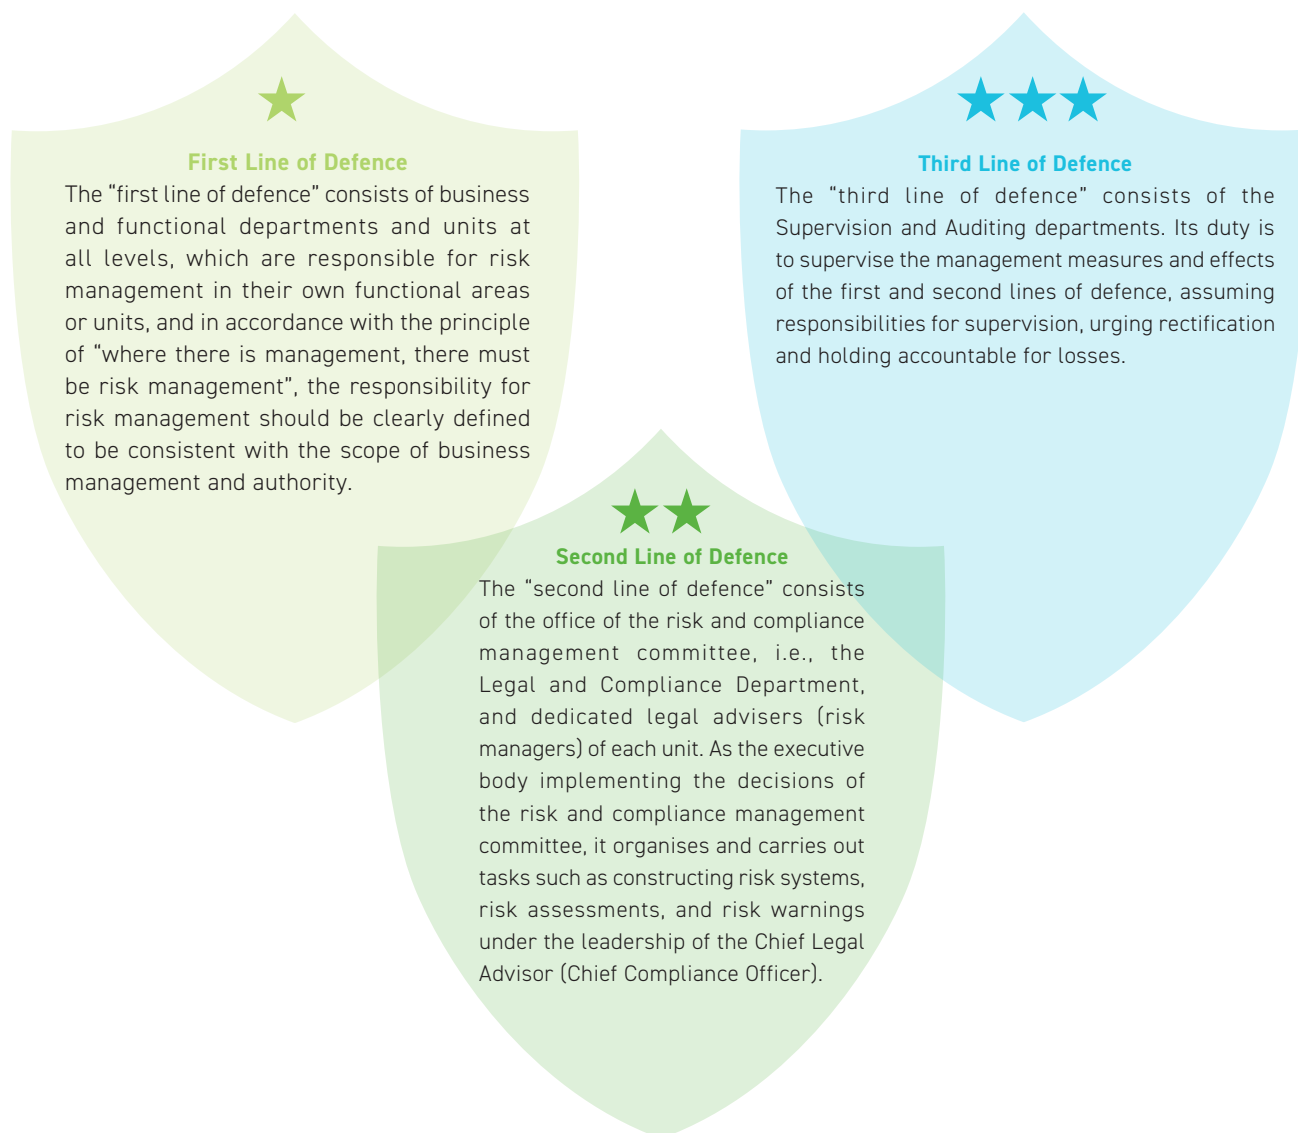 First Line of Defence
The “first line of defence” consists of business
and functional departments and units at
all levels, which are responsible for risk
management in their own functional areas
or units, and in accordance with the principle
of “where there is management, there must
be risk management”, the responsibility for
risk management should be clearly defined
to be consistent with the scope of business
management and authority.
Second Line of Defence
The “second line of defence” consists
of the office of the risk and compliance
management committee, i.e., the
Legal and Compliance Department,
and dedicated legal advisers (risk
managers) of each unit. As the executive
body implementing the decisions of
the risk and compliance management
committee, it organises and carries out
tasks such as constructing risk systems,
risk assessments, and risk warnings
under the leadership of the Chief Legal
Advisor (Chief Compliance Officer).
Third Line of Defence
The “third line of defence” consists of the
Supervision and Auditing departments. Its duty is
to supervise the management measures and effects
of the first and second lines of defence, assuming
responsibilities for supervision, urging rectification
and holding accountable for losses.